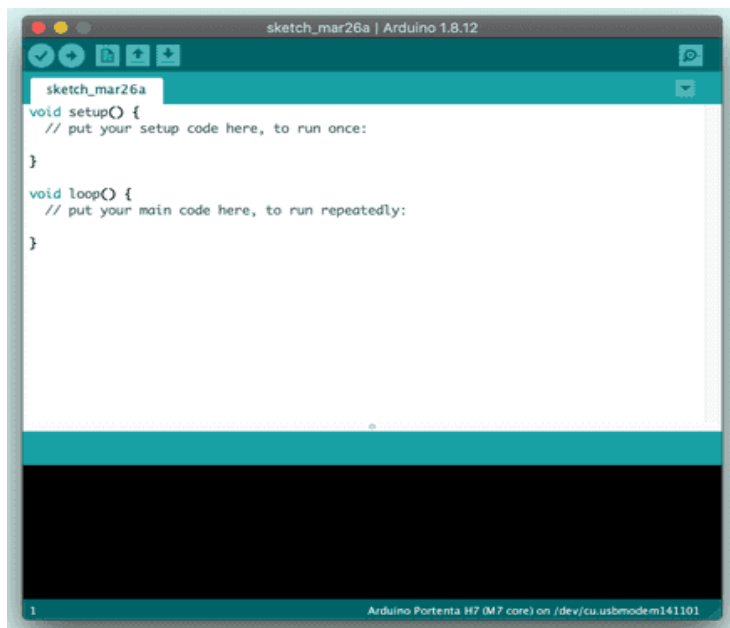 sketch_mar26a | Arduino 1.8.12
sketch_mar26a
void setup() {
  // put your setup code here, to run once:

}

void loop() {
  // put your main code here, to run repeatedly:

}
1
Arduino Portenta H7 (M7 core) on /dev/cu.usbmodem141101